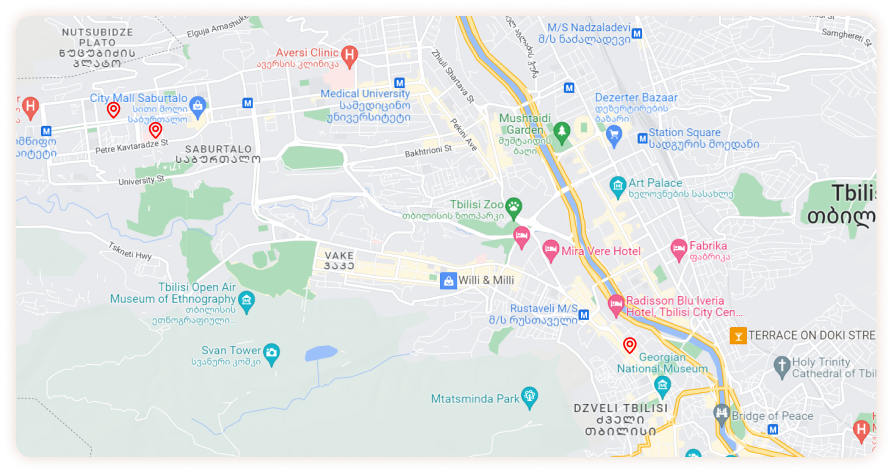 NUTSUBIDZE
PLATO
ნუცუბიძის
პლატო
Elguja Amashuke
Aversi Clinic
ავერსის კლინიკა
H
M/S Nadzaladevi
მ/ს ნაძალადევი
M
Samghereti St
City Mall Saburtalo
სითი მოლი
საბურთალო
M
Medical University
სამედიცინო
უნივერსიტეტი
M
Zhiuli Shartava St
Pekini Ave
Mushtaidi
Garden
მუშტაიდის
ბაღი
Dezerter Bazaar
დეზერტირების
ბაზარი
M
Station Square
სადგურის მოედანი
M
H
M
Petre Kavtaradze St
SABURTALO
საბურთალო
Bakhtrioni St
University St
Art Palace
ხელოვნების სასახლე
Tbili
თბილ
Tbilisi Zoo
თბილისის ზოოპარკი
Mira Vere Hotel
Fabrika
ფაბრიკა
Tskneti Hwy
VAKE
ვაკე
Willi & Milli
Tbilisi Open Air
Museum of Ethnography
თბილისის
ეთნოგრაფიული...
Rustaveli M/S
მ/ს რუსთაველი
M
Radisson Blu Iveria
Hotel, Tbilisi City Cen...
TERRACE ON DOKI STRE
Svan Tower
სვანური კოშკი
Georgian
National Museum
Holy Trinity
Cathedral of Tbil
Mtatsminda Park
DZVELI TBILISI
ძველი
თბილისი
Bridge of Peace
M
H